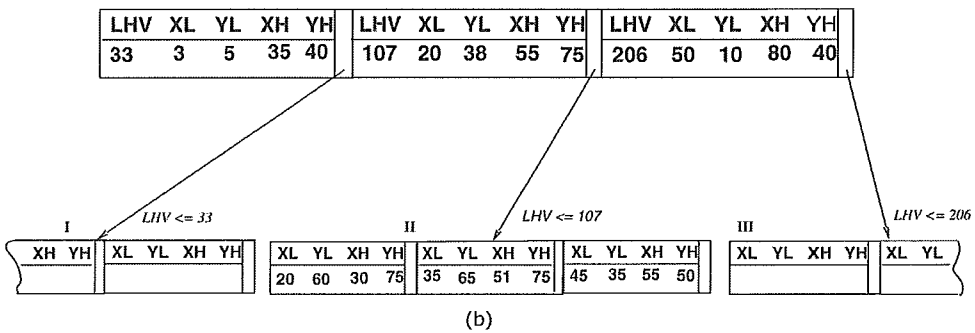 LHV XL YL XH YH LHV XL YL XH YH LHV XL YL XH YH
33 3 5 35 40 107 20 38 55 75 206 50 10 80 40
I LHV <= 33 II LHV <= 107 III LHV <= 206
XH YH XL YL XH YH XL YL XH YH XL YL XH YH XL YL XH YH XL YL XH YH XL YL
20 60 30 75 35 65 51 75 45 35 55 50
(b)